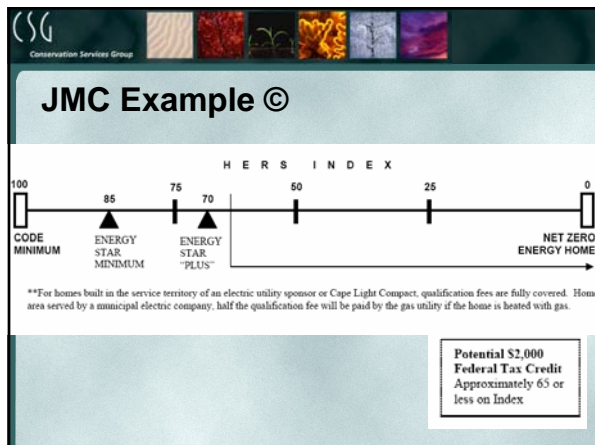 CSG
Conservation Services Group
JMC Example ©
HERS INDEX
100
85
75
70
50
25
0
CODE
MINIMUM
ENERGY
STAR
MINIMUM
ENERGY
STAR
"PLUS"
NET ZERO
ENERGY HOME
**For homes built in the service territory of an electric utility sponsor or Cape Light Compact, qualification fees are fully covered. Home
area served by a municipal electric company, half the qualification fee will be paid by the gas utility if the home is heated with gas.
Potential $2,000
Federal Tax Credit
Approximately 65 or
less on Index